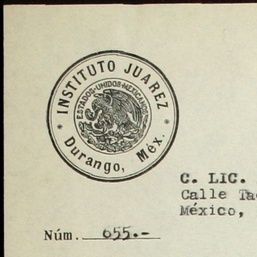 INSTITUTO JUAREZ
ESTADOS-UNIDOS-MEXICANOS
Durango, Méx.
C. LIC.
Calle
México,
Núm. 655.-